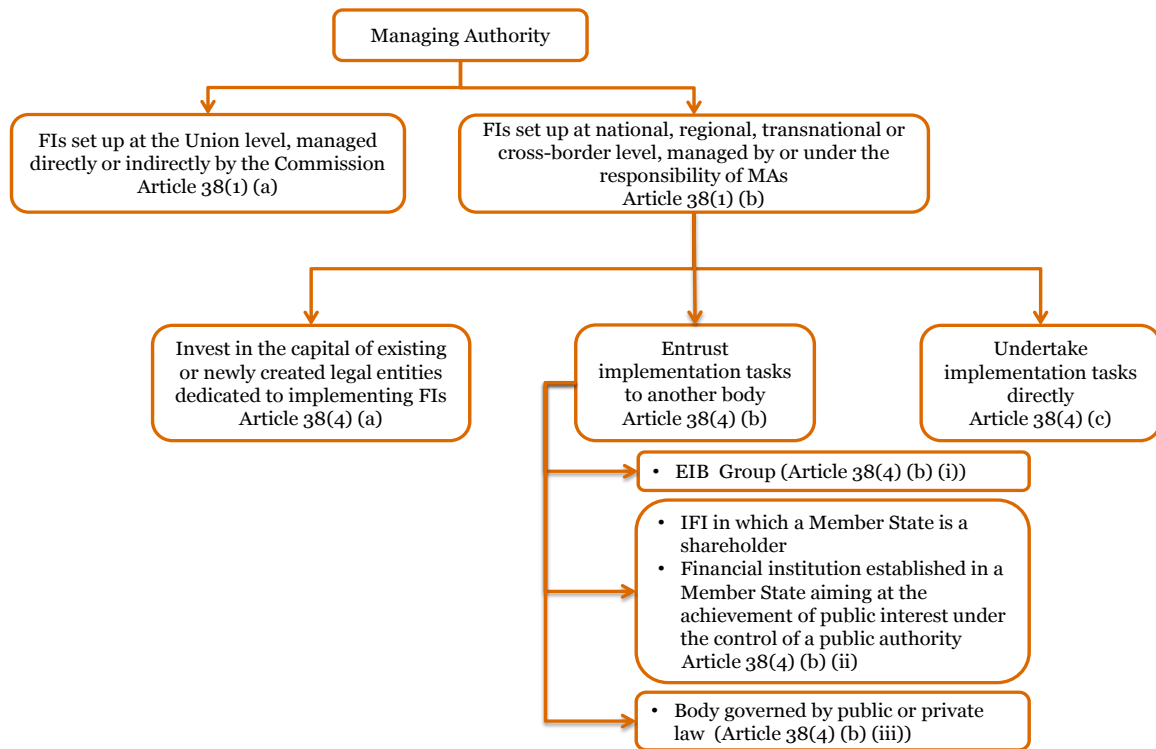 Managing Authority
FIs set up at the Union level, managed
directly or indirectly by the Commission
Article 38(1) (a)
FIs set up at national, regional, transnational or
cross-border level, managed by or under the
responsibility of MAs
Article 38(1) (b)
Invest in the capital of existing
or newly created legal entities
dedicated to implementing FIs
Article 38(4) (a)
Entrust
implementation tasks
to another body
Article 38(4) (b)
Undertake
implementation tasks
directly
Article 38(4) (c)
• EIB Group (Article 38(4) (b) (i))
• IFI in which a Member State is a
shareholder
• Financial institution established in a
Member State aiming at the
achievement of public interest under
the control of a public authority
Article 38(4) (b) (ii)
• Body governed by public or private
law (Article 38(4) (b) (iii))